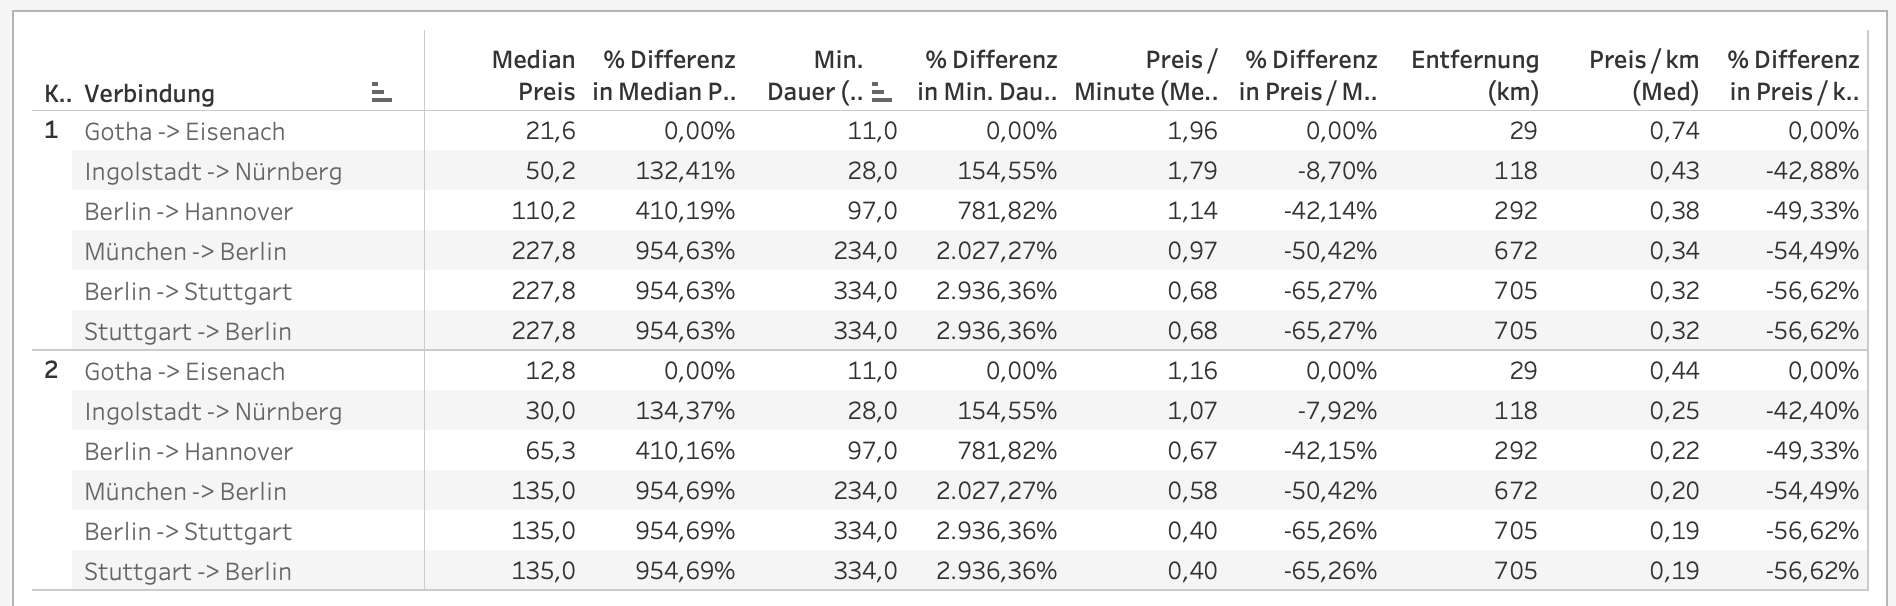 K.. Verbindung Median Preis % Differenz in Median P.. Min. Dauer (.. % Differenz in Min. Dau.. Preis / Minute (Me.. % Differenz in Preis / M.. Entfernung (km) Preis / km (Med) % Differenz in Preis / k..
1 Gotha -> Eisenach 21,6 0,00% 11,0 0,00% 1,96 0,00% 29 0,74 0,00%
Ingolstadt -> Nürnberg 50,2 132,41% 28,0 154,55% 1,79 -8,70% 118 0,43 -42,88%
Berlin -> Hannover 110,2 410,19% 97,0 781,82% 1,14 -42,14% 292 0,38 -49,33%
München -> Berlin 227,8 954,63% 234,0 2.027,27% 0,97 -50,42% 672 0,34 -54,49%
Berlin -> Stuttgart 227,8 954,63% 334,0 2.936,36% 0,68 -65,27% 705 0,32 -56,62%
Stuttgart -> Berlin 227,8 954,63% 334,0 2.936,36% 0,68 -65,27% 705 0,32 -56,62%
2 Gotha -> Eisenach 12,8 0,00% 11,0 0,00% 1,16 0,00% 29 0,44 0,00%
Ingolstadt -> Nürnberg 30,0 134,37% 28,0 154,55% 1,07 -7,92% 118 0,25 -42,40%
Berlin -> Hannover 65,3 410,16% 97,0 781,82% 0,67 -42,15% 292 0,22 -49,33%
München -> Berlin 135,0 954,69% 234,0 2.027,27% 0,58 -50,42% 672 0,20 -54,49%
Berlin -> Stuttgart 135,0 954,69% 334,0 2.936,36% 0,40 -65,26% 705 0,19 -56,62%
Stuttgart -> Berlin 135,0 954,69% 334,0 2.936,36% 0,40 -65,26% 705 0,19 -56,62%